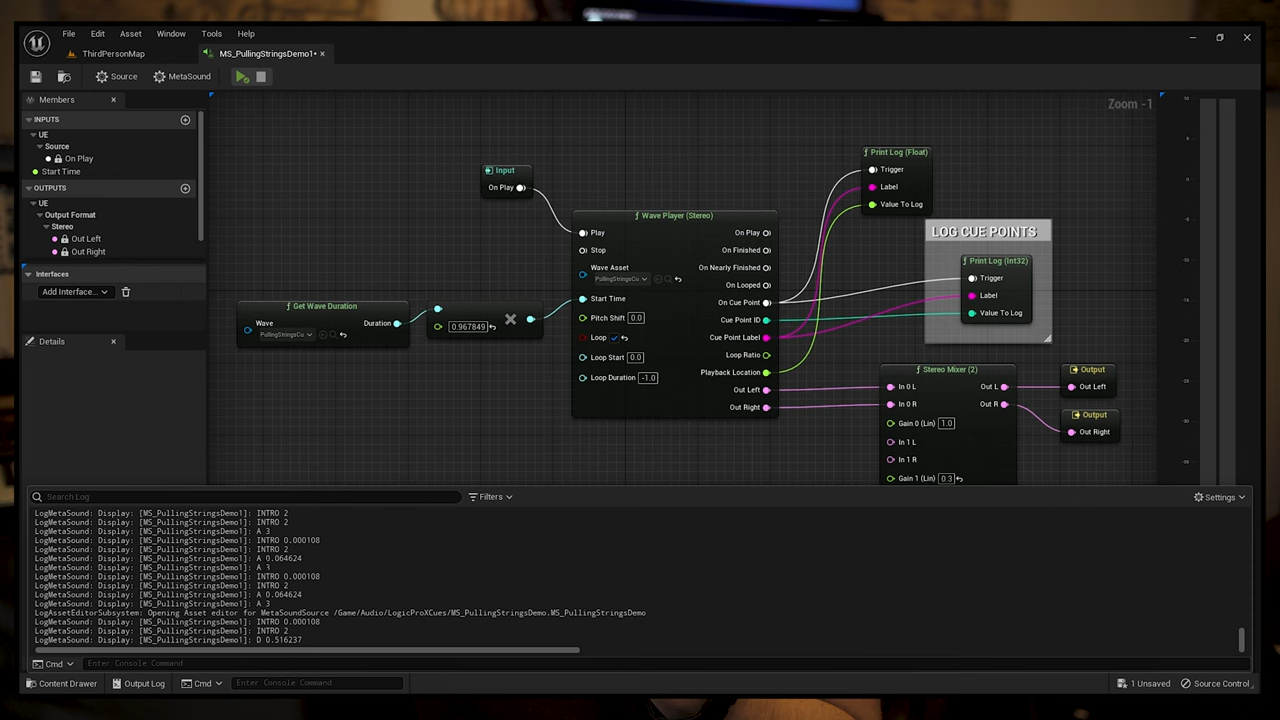 File Edit Asset Window Tools Help
ThirdPersonMap
MS_PullingStringsDemo1•
Source
MetaSound
Members
INPUTS
UE
Source
On Play
Start Time
OUTPUTS
UE
Output Format
Stereo
Out Left
Out Right
Interfaces
Add Interface...
Details
Zoom -1
Input
On Play
Get Wave Duration
Wave
PullingStringsCu
Duration
0.967849
Wave Player (Stereo)
Play
Stop
Wave Asset
PullingStringsCu
Start Time
Pitch Shift 0.0
Loop
Loop Start 0.0
Loop Duration -1.0
On Play
On Finished
On Nearly Finished
On Looped
On Cue Point
Cue Point ID
Cue Point Label
Loop Ratio
Playback Location
Out Left
Out Right
Print Log (Float)
Trigger
Label
Value To Log
LOG CUE POINTS
Print Log (Int32)
Trigger
Label
Value To Log
Stereo Mixer (2)
In 0 L
In 0 R
Gain 0 (Lin) 1.0
In 1 L
In 1 R
Gain 1 (Lin) 0.3
Out L
Out R
Output
Out Left
Output
Out Right
Search Log
Filters
Settings
LogMetaSound: Display: [MS_PullingStringsDemo1]: INTRO 2
LogMetaSound: Display: [MS_PullingStringsDemo1]: INTRO 2
LogMetaSound: Display: [MS_PullingStringsDemo1]: A 3
LogMetaSound: Display: [MS_PullingStringsDemo1]: INTRO 0.000108
LogMetaSound: Display: [MS_PullingStringsDemo1]: INTRO 2
LogMetaSound: Display: [MS_PullingStringsDemo1]: A 0.064624
LogMetaSound: Display: [MS_PullingStringsDemo1]: A 3
LogMetaSound: Display: [MS_PullingStringsDemo1]: INTRO 0.000108
LogMetaSound: Display: [MS_PullingStringsDemo1]: INTRO 2
LogMetaSound: Display: [MS_PullingStringsDemo1]: A 0.064624
LogMetaSound: Display: [MS_PullingStringsDemo1]: A 3
LogAssetEditorSubsystem: Opening Asset editor for MetaSoundSource /Game/Audio/LogicProXCues/MS_PullingStringsDemo.MS_PullingStringsDemo
LogMetaSound: Display: [MS_PullingStringsDemo1]: INTRO 0.000108
LogMetaSound: Display: [MS_PullingStringsDemo1]: INTRO 2
LogMetaSound: Display: [MS_PullingStringsDemo1]: D 0.516237
Cmd
Enter Console Command
Content Drawer
Output Log
Cmd
Enter Console Command
1 Unsaved
Source Control